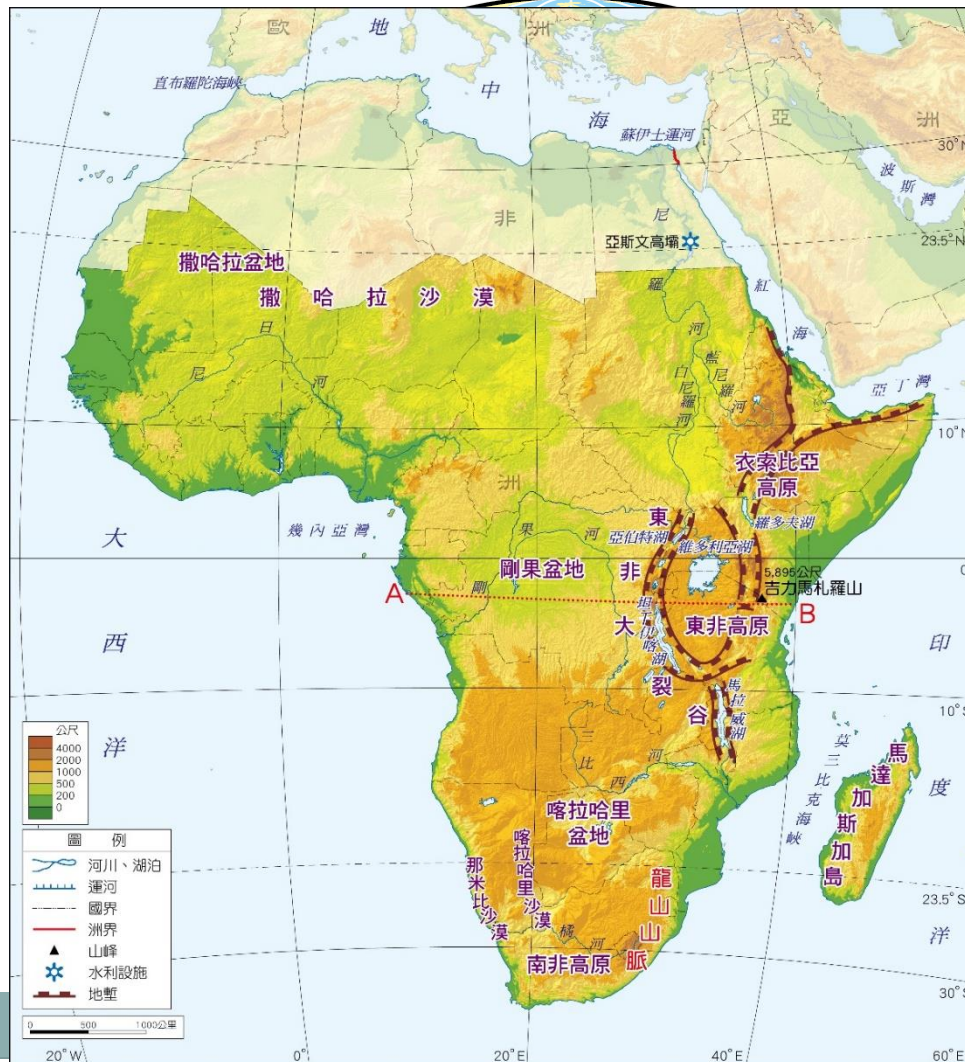 歐
地
洲
直布羅陀海峽
中
海
亞
洲
蘇伊士運河
30°N
波斯灣
非
尼
亞斯文高壩
23.5°N
撒哈拉盆地
撒哈拉沙漠
羅
紅
日
河
海
尼
河
白尼羅河
藍尼羅河
亞丁灣
10°N
衣索比亞
高原
洲
東
羅多夫湖
大
幾內亞灣
果
河
亞伯特湖
維多利亞湖
剛果盆地
非
5,895公尺
0
吉力馬札羅山
A
剛
B
大
坦干伊喀湖
東非高原
西
印
裂
谷
馬拉威湖
10°S
公尺
4000
2000
1000
500
200
0
洋
三比西河
莫三比克海峽
馬達加斯加島
度
圖 例
河川、湖泊
運河
國界
洲界
山峰
水利設施
地塹
喀拉哈里
盆地
那米比沙漠
喀拉哈里沙漠
龍山山脈
23.5°S
橘河
洋
南非高原
30°S
0 500 1000公里
20°W
0°
20°E
40°E
60°E